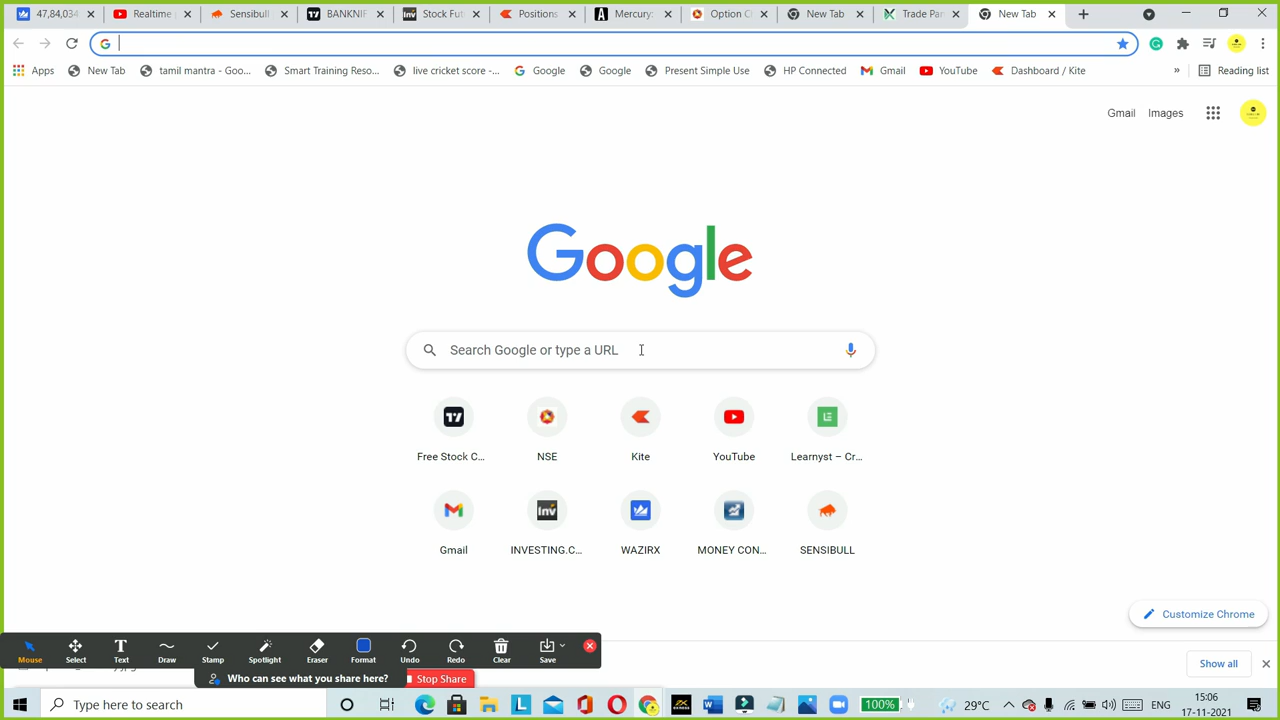 47,84,034
Realtime
Sensibull
BANKNIF
Stock Fut
Positions
Mercury:
Option C
New Tab
Trade Par
New Tab
Apps
New Tab
tamil mantra - Goo...
Smart Training Reso...
live cricket score -...
Google
Google
Present Simple Use
HP Connected
Gmail
YouTube
Dashboard / Kite
»
Reading list
Gmail
Images
Google
Search Google or type a URL
Free Stock C...
NSE
Kite
YouTube
Learnyst – Cr...
Gmail
INVESTING.C...
WAZIRX
MONEY CON...
SENSIBULL
Customize Chrome
Mouse
Select
Text
Draw
Stamp
Spotlight
Eraser
Format
Undo
Redo
Clear
Save
Who can see what you share here?
Stop Share
Show all
Type here to search
100%
29°C
ENG
15:06
17-11-2021